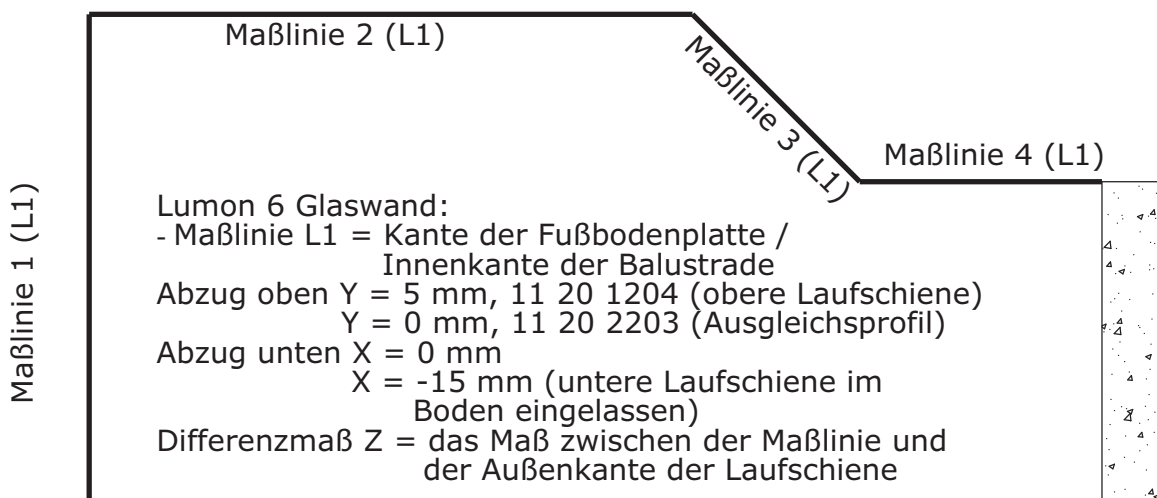 Maßlinie 2 (L1)
Maßlinie 3 (L1)
Maßlinie 4 (L1)
Maßlinie 1 (L1)
Lumon 6 Glaswand:
- Maßlinie L1 = Kante der Fußbodenplatte /
Innenkante der Balustrade
Abzug oben Y = 5 mm, 11 20 1204 (obere Laufschiene)
Y = 0 mm, 11 20 2203 (Ausgleichsprofil)
Abzug unten X = 0 mm
X = -15 mm (untere Laufschiene im
Boden eingelassen)
Differenzmaß Z = das Maß zwischen der Maßlinie und
der Außenkante der Laufschiene